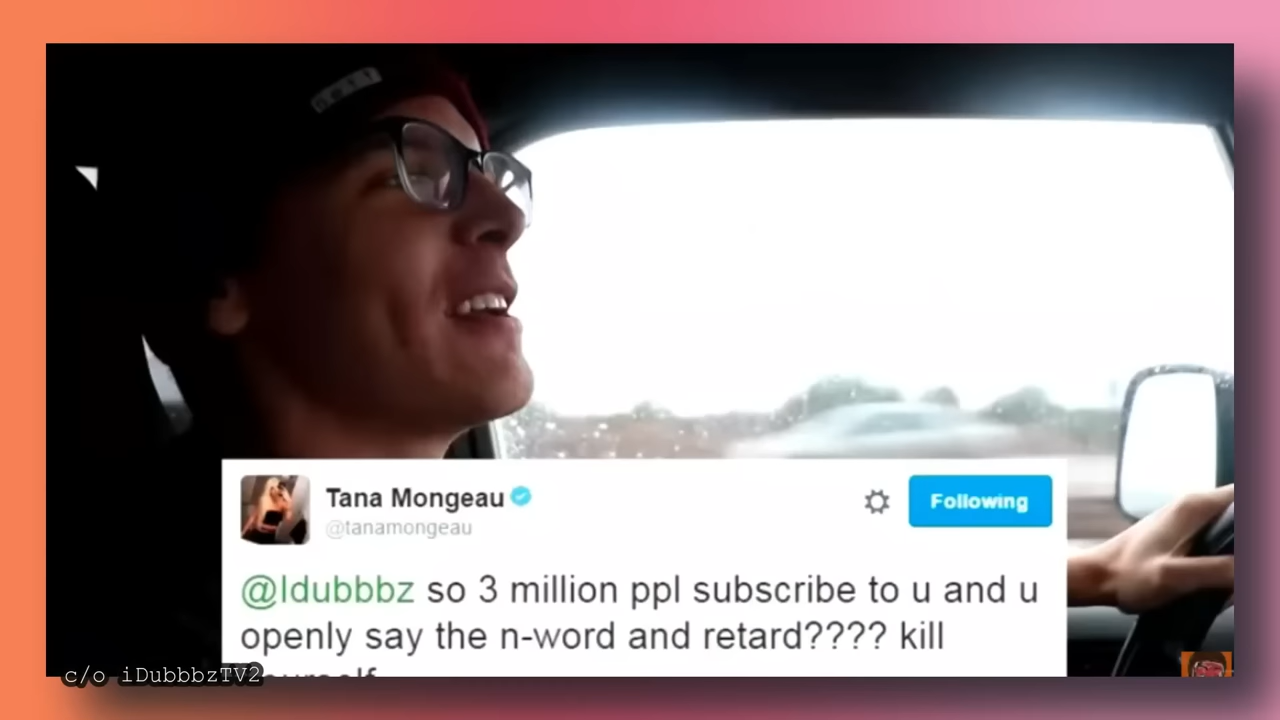 Tana Mongeau
@tanamongeau
Following
@Idubbbz so 3 million ppl subscribe to u and u
openly say the n-word and retard???? kill
yourself
c/o iDubbbzTV2